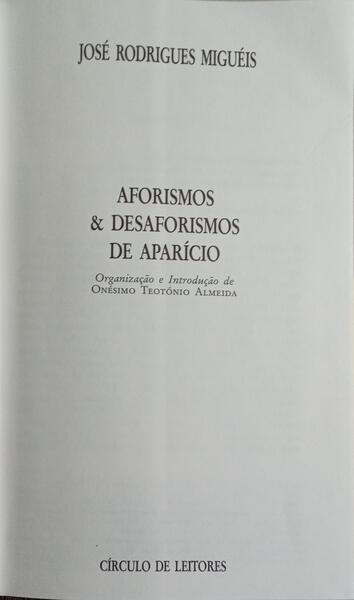 JOSÉ RODRIGUES MIGUÉIS
AFORISMOS
& DESAFORISMOS
DE APARÍCIO
Organização e Introdução de
ONÉSIMO TEOTÓNIO ALMEIDA
CÍRCULO DE LEITORES